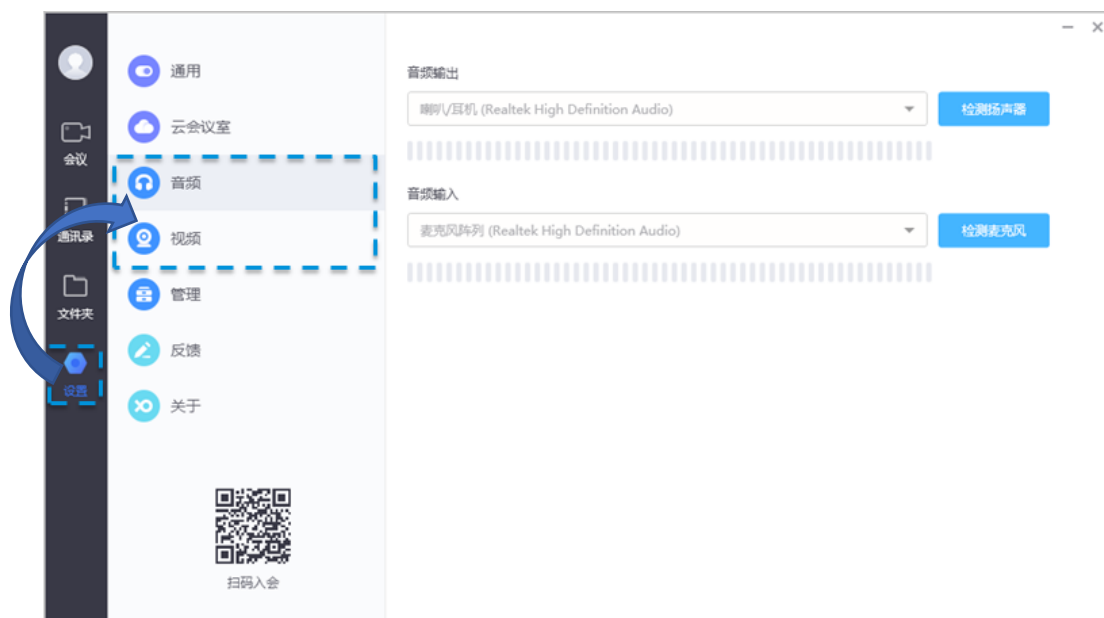 会议
通讯录
文件夹
设置
通用
云会议室
音频
视频
管理
反馈
关于
扫码入会
音频输出
喇叭/耳机 (Realtek High Definition Audio)
检测扬声器
音频输入
麦克风阵列 (Realtek High Definition Audio)
检测麦克风